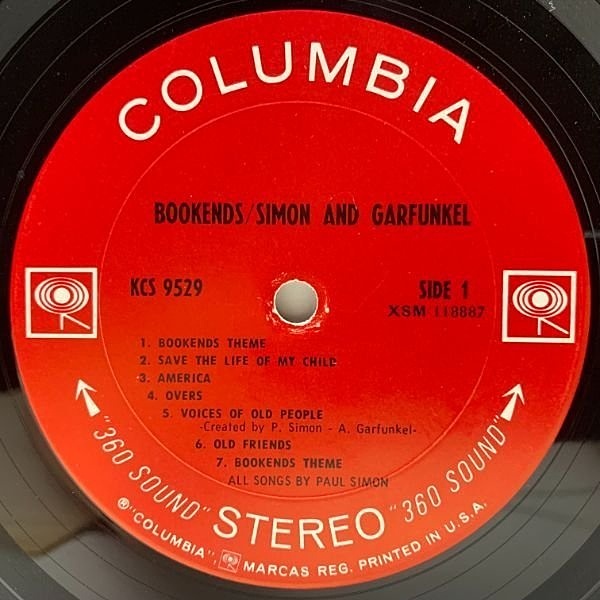 COLUMBIA
BOOKENDS/SIMON AND GARFUNKEL
KCS 9529
SIDE 1
XSM 118887
1. BOOKENDS THEME
2. SAVE THE LIFE OF MY CHILD
3. AMERICA
4. OVERS
5. VOICES OF OLD PEOPLE
-Created by P. Simon - A. Garfunkel-
6. OLD FRIENDS
7. BOOKENDS THEME
ALL SONGS BY PAUL SIMON
"360 SOUND" STEREO "360 SOUND"
® "COLUMBIA", MARCAS REG. PRINTED IN U.S.A.